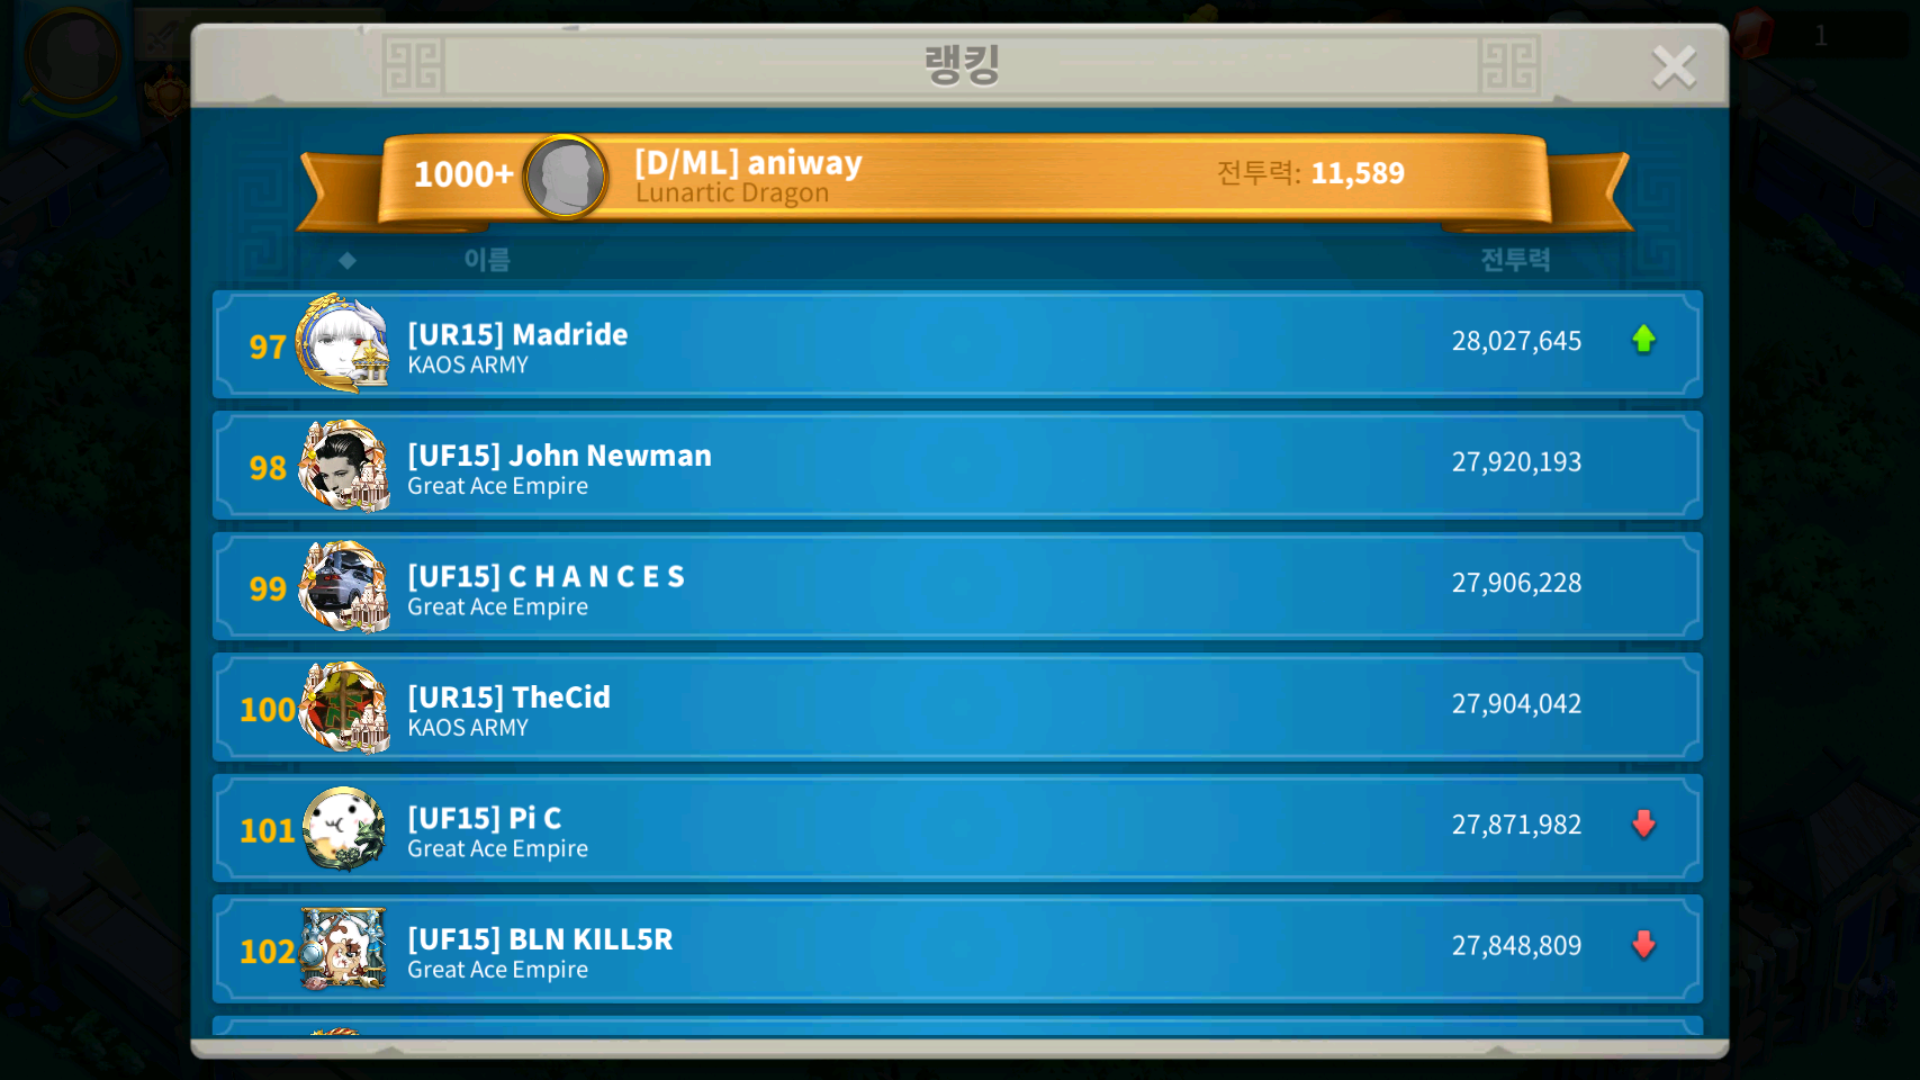 랭킹
1
1000+
[D/ML] aniway
Lunartic Dragon
전투력: 11,589
이름
전투력
97
[UR15] Madride
KAOS ARMY
28,027,645
98
[UF15] John Newman
Great Ace Empire
27,920,193
99
[UF15] C H A N C E S
Great Ace Empire
27,906,228
100
[UR15] TheCid
KAOS ARMY
27,904,042
101
[UF15] Pi C
Great Ace Empire
27,871,982
102
[UF15] BLN KILL5R
Great Ace Empire
27,848,809